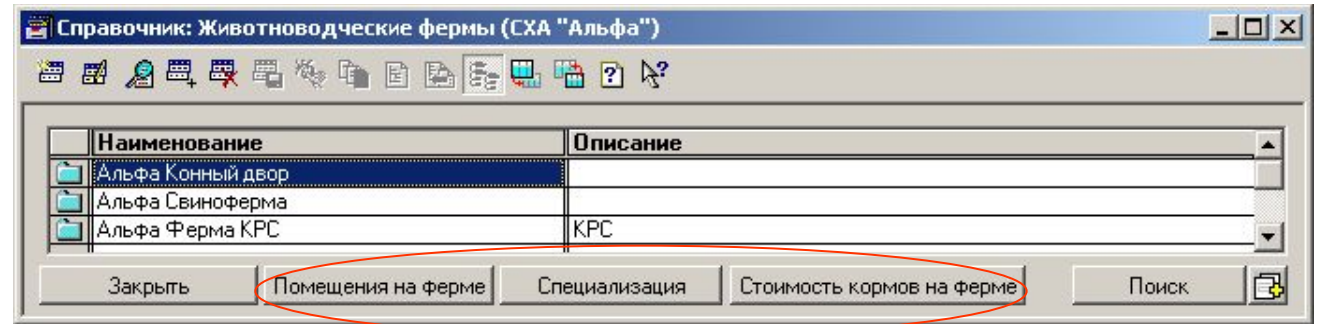 Справочник: Животноводческие фермы (СХА "Альфа")
Наименование Описание
Альфа Конный двор
Альфа Свиноферма
Альфа Ферма КРС КРС
Закрыть Помещения на ферме Специализация Стоимость кормов на ферме Поиск